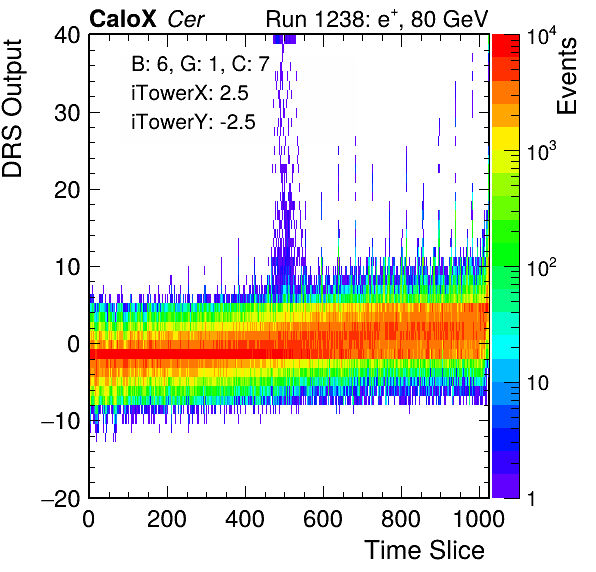 CaloX Cer Run 1238: e+, 80 GeV
B: 6, G: 1, C: 7
iTowerX: 2.5
iTowerY: -2.5
DRS Output
40
30
20
10
0
−10
−20
0 200 400 600 800 1000
Time Slice
Events
10^4
10^3
10^2
10
1